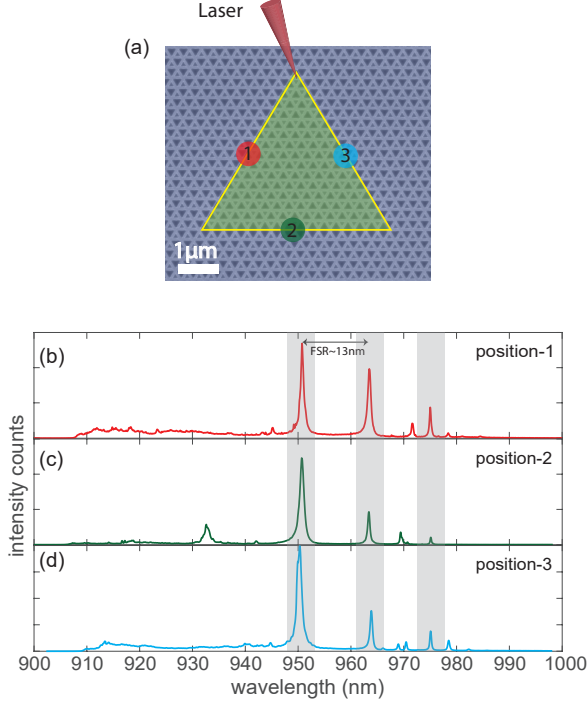 Laser
(a)
1
3
2
1μm
(b)
FSR~13nm
position-1
(c)
position-2
(d)
position-3
intensity counts
900 910 920 930 940 950 960 970 980 990 1000
wavelength (nm)